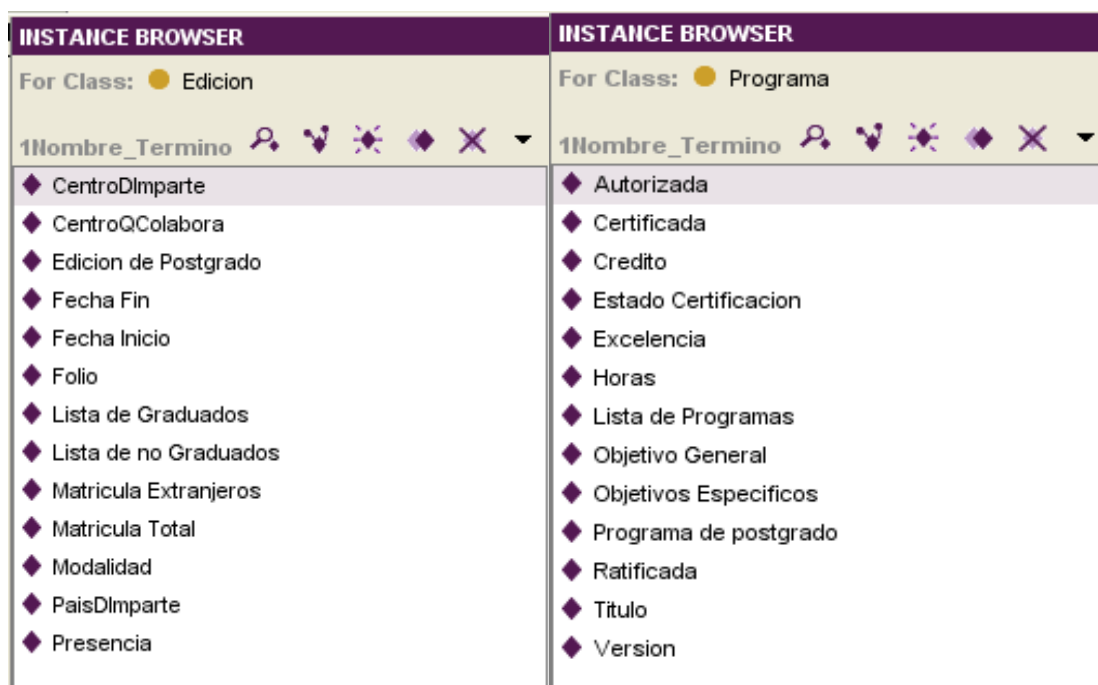 INSTANCE BROWSER
For Class: Edicion
1Nombre_Termino
CentroDImparte
CentroQColabora
Edicion de Postgrado
Fecha Fin
Fecha Inicio
Folio
Lista de Graduados
Lista de no Graduados
Matricula Extranjeros
Matricula Total
Modalidad
PaisDImparte
Presencia
INSTANCE BROWSER
For Class: Programa
1Nombre_Termino
Autorizada
Certificada
Credito
Estado Certificacion
Excelencia
Horas
Lista de Programas
Objetivo General
Objetivos Especificos
Programa de postgrado
Ratificada
Titulo
Version